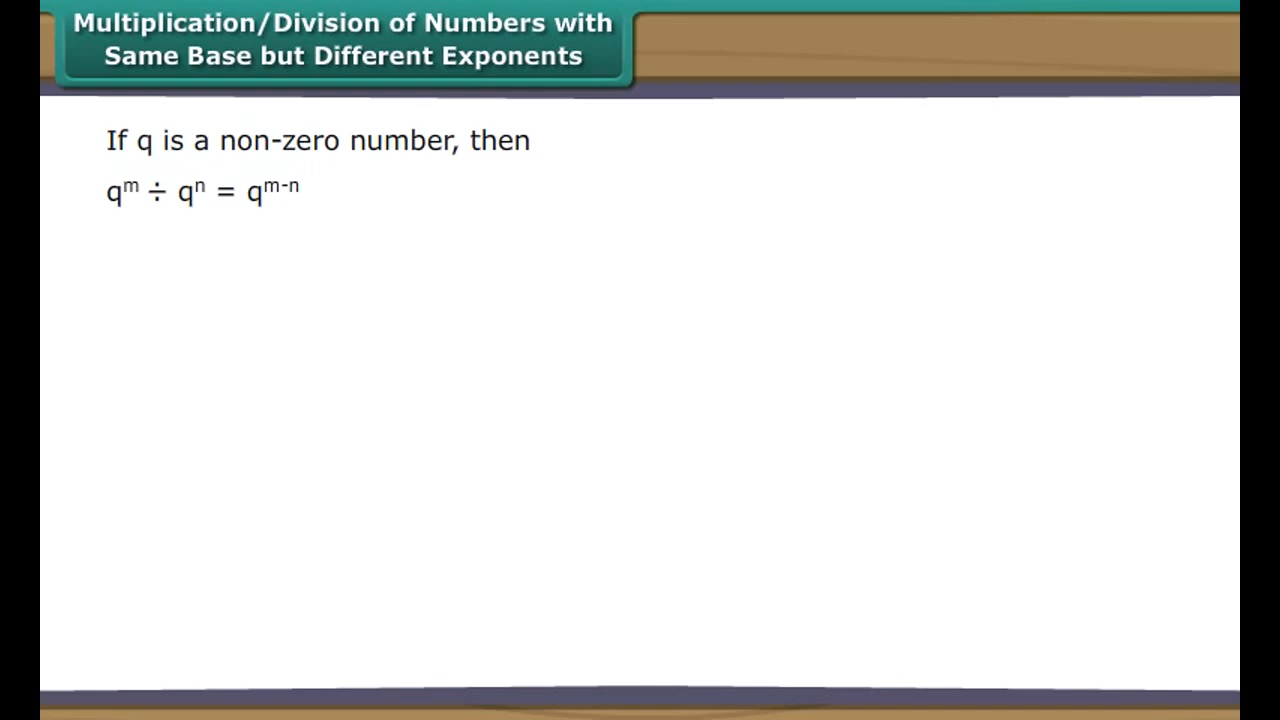 Multiplication/Division of Numbers with
Same Base but Different Exponents
If q is a non-zero number, then
qᵐ ÷ qⁿ = qᵐ⁻ⁿ